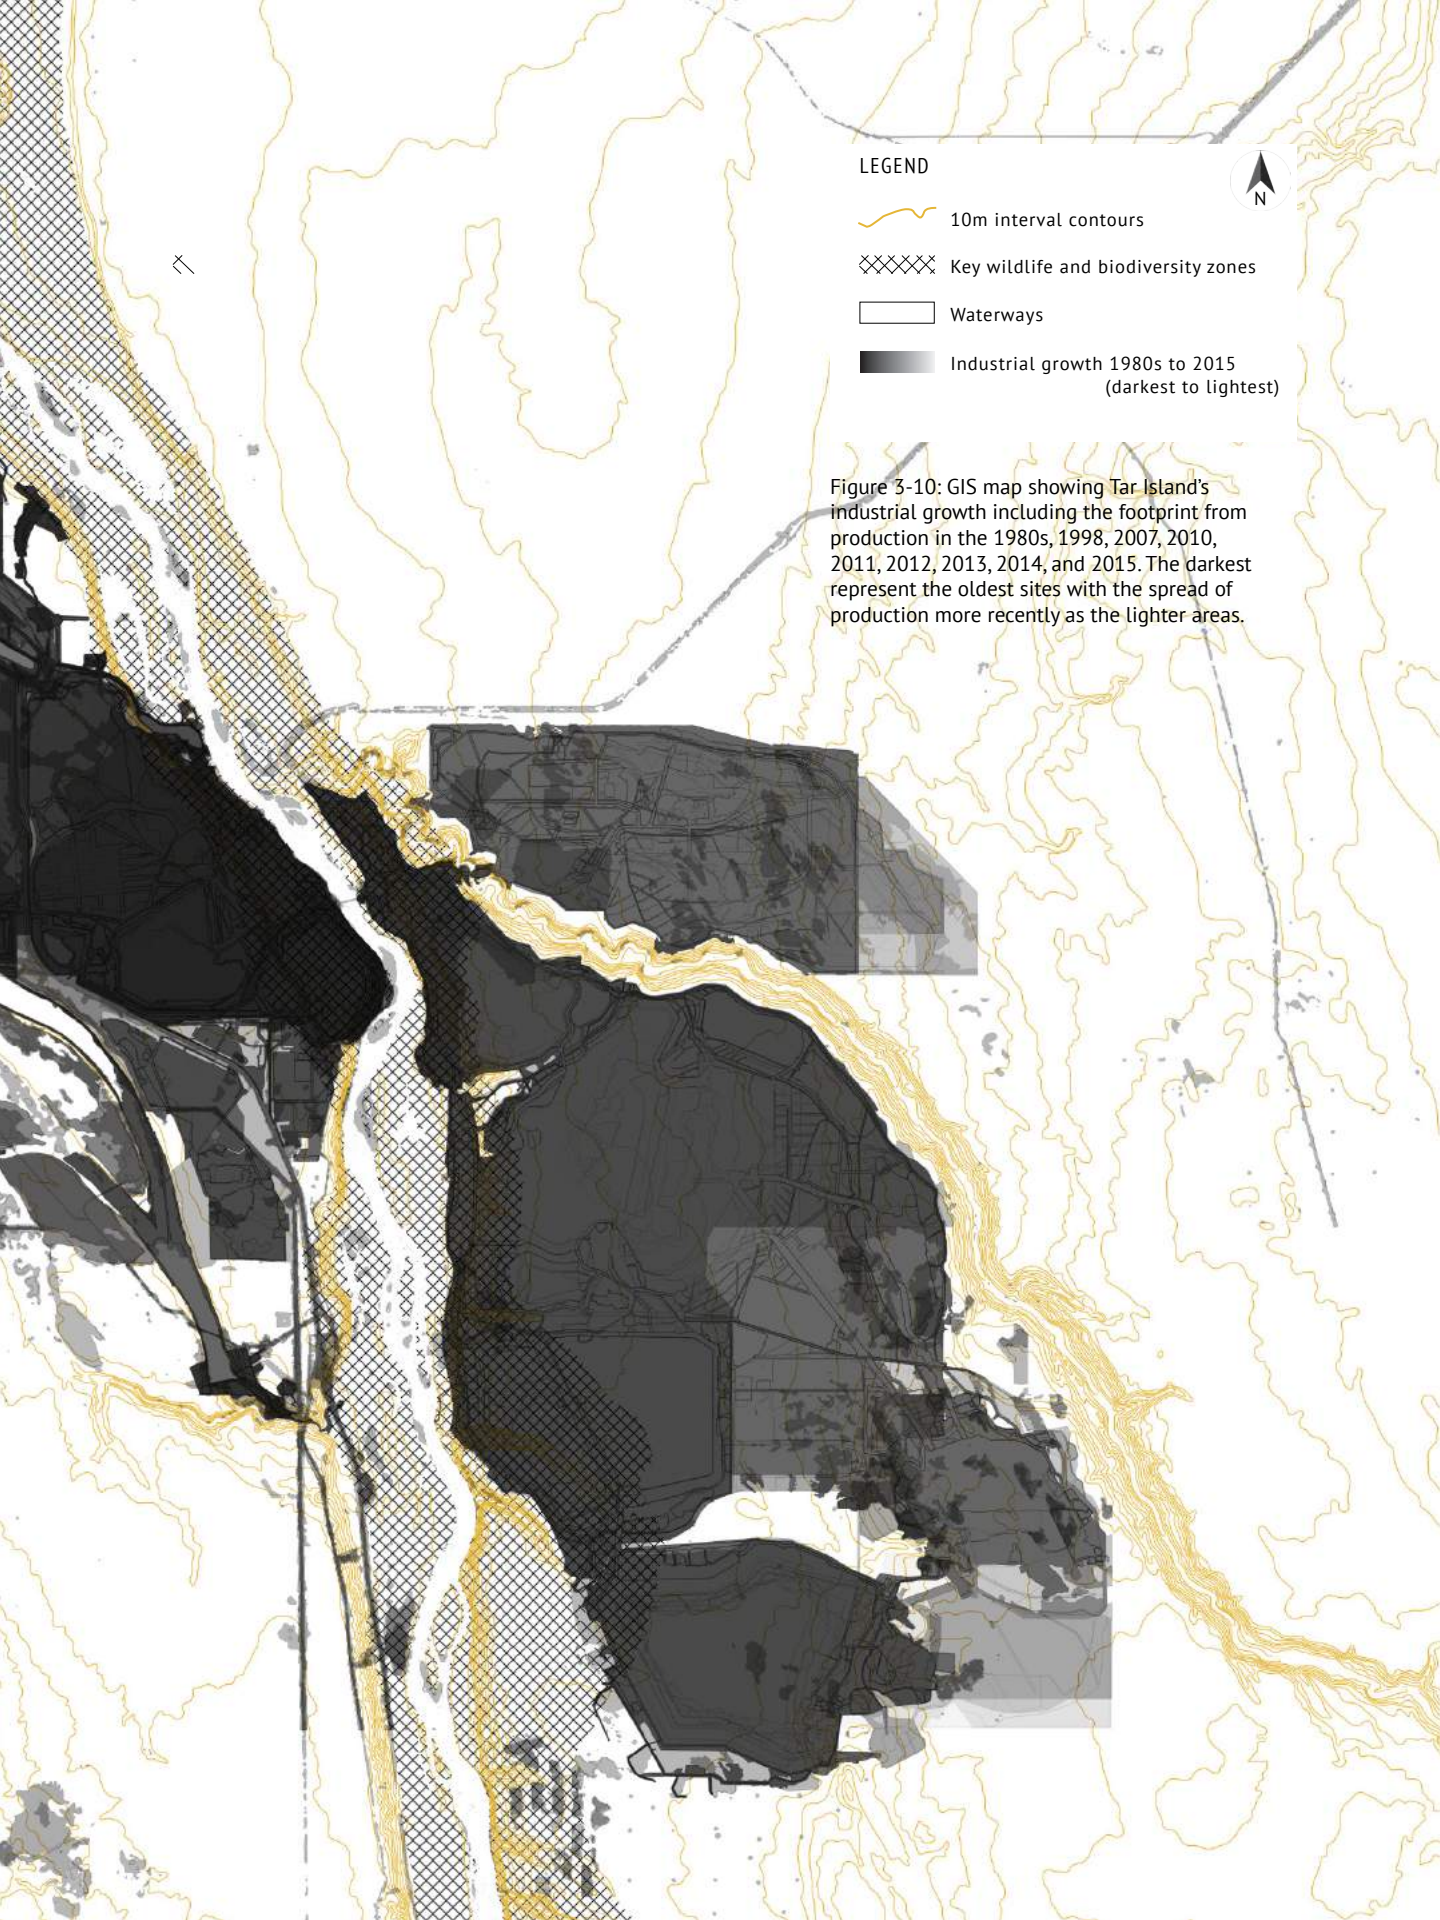 LEGEND
N
10m interval contours
Key wildlife and biodiversity zones
Waterways
Industrial growth 1980s to 2015
(darkest to lightest)
Figure 3-10: GIS map showing Tar Island’s
industrial growth including the footprint from
production in the 1980s, 1998, 2007, 2010,
2011, 2012, 2013, 2014, and 2015. The darkest
represent the oldest sites with the spread of
production more recently as the lighter areas.